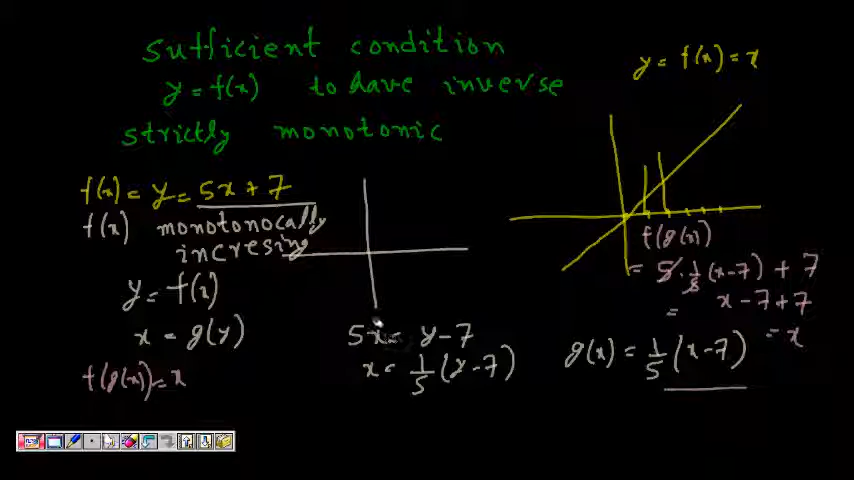 sufficient condition
y = f(x) to have inverse
strictly monotonic
y = f(x) = x
f(x) = y = 5x + 7
f(x) monotonocally
incresing
y = f(x)
x = g(y)
f(g(x)) = x
5x = y - 7
x = 1/5 (y - 7)
f(g(x))
= 5 · 1/5 (x - 7) + 7
= x - 7 + 7
= x
g(x) = 1/5 (x - 7)